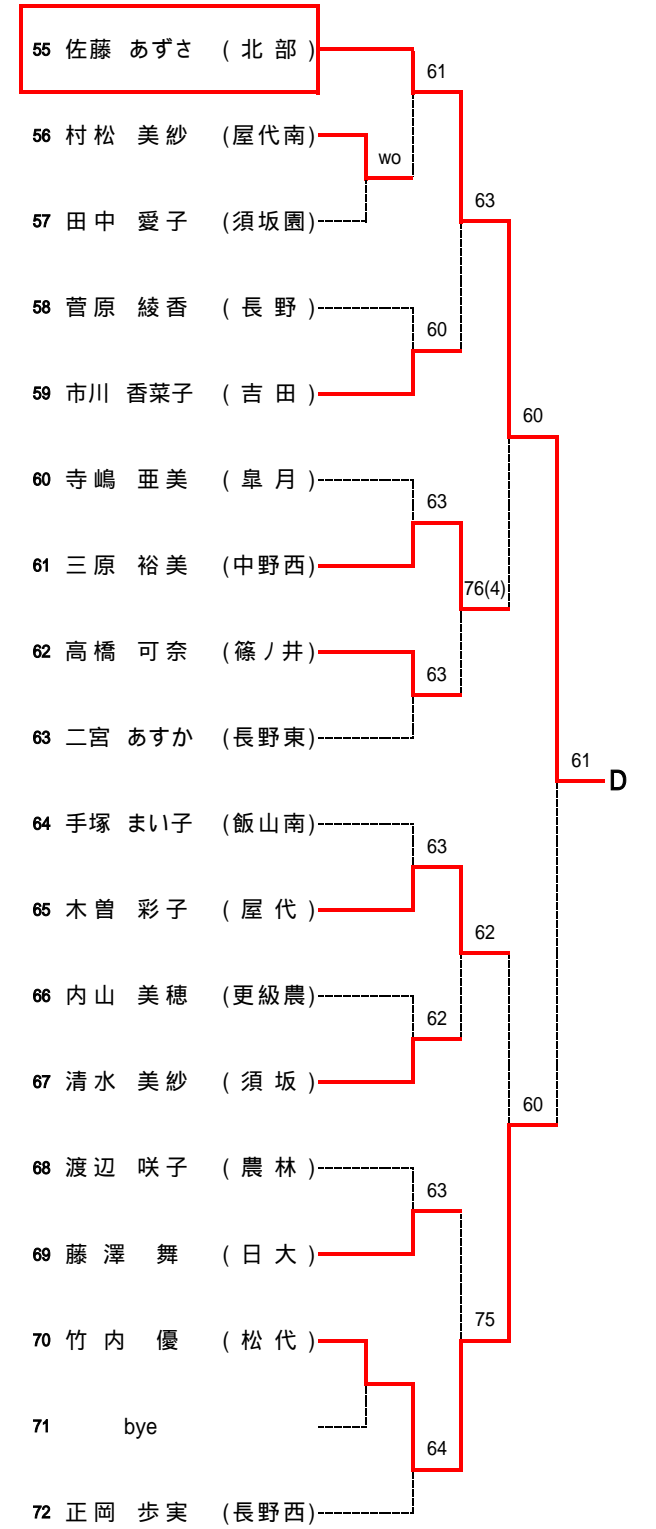 55 佐藤 あずさ (北部)
61
56 村松 美紗 (屋代南)
wo
57 田中 愛子 (須坂園)
63
58 菅原 綾香 (長野)
60
59 市川 香菜子 (吉田)
60
60 寺嶋 亜美 (皐月)
63
61 三原 裕美 (中野西)
76(4)
62 高橋 可奈 (篠ノ井)
63
63 二宮 あすか (長野東)
61 D
64 手塚 まい子 (飯山南)
63
65 木曽 彩子 (屋代)
62
66 内山 美穂 (更級農)
62
67 清水 美紗 (須坂)
60
68 渡辺 咲子 (農林)
63
69 藤澤 舞 (日大)
75
70 竹内 優 (松代)
71 bye
64
72 正岡 歩実 (長野西)